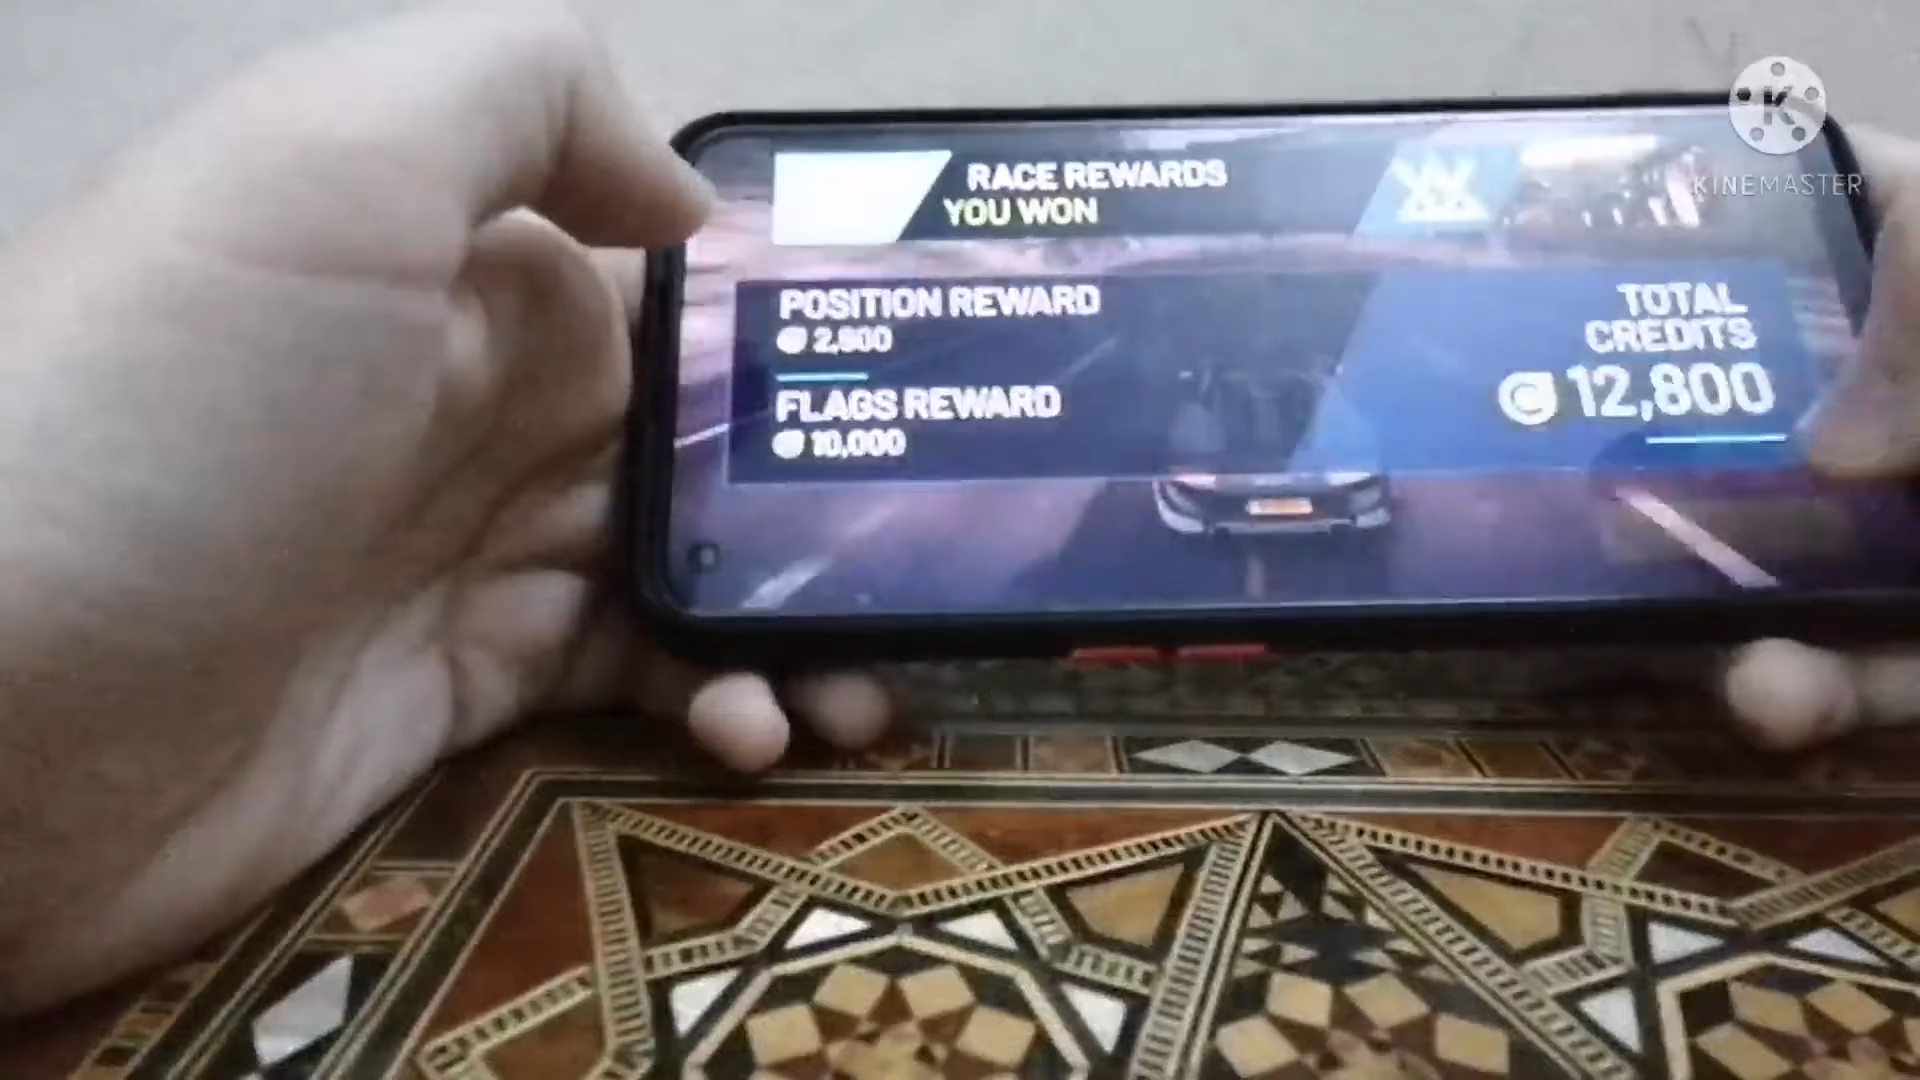 RACE REWARDS
YOU WON
POSITION REWARD
2,800
FLAGS REWARD
10,000
TOTAL
CREDITS
12,800
K
KINEMASTER